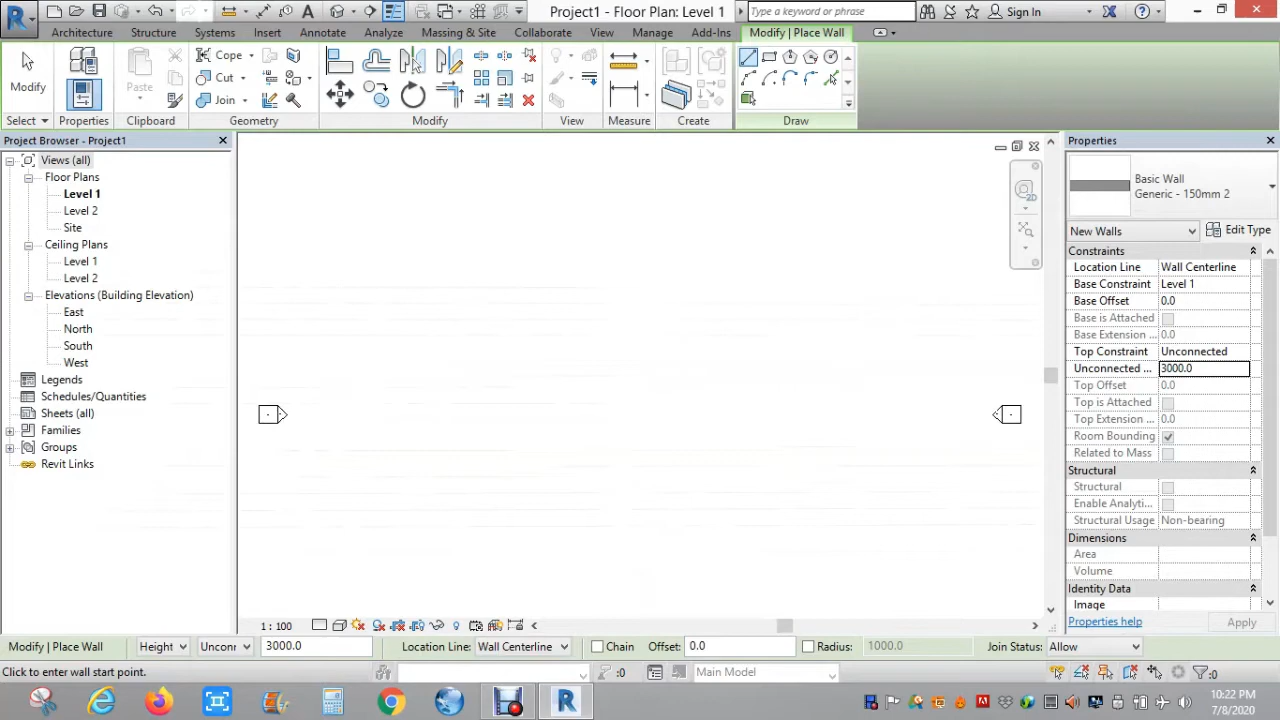 Project1 - Floor Plan: Level 1
Type a keyword or phrase
Sign In
Architecture
Structure
Systems
Insert
Annotate
Analyze
Massing & Site
Collaborate
View
Manage
Add-Ins
Modify | Place Wall
Modify
Paste
Cope
Cut
Join
Select
Properties
Clipboard
Geometry
Modify
View
Measure
Create
Draw
Project Browser - Project1
Views (all)
Floor Plans
Level 1
Level 2
Site
Ceiling Plans
Level 1
Level 2
Elevations (Building Elevation)
East
North
South
West
Legends
Schedules/Quantities
Sheets (all)
Families
Groups
Revit Links
2D
Properties
Basic Wall
Generic - 150mm 2
New Walls
Edit Type
Constraints
Location Line Wall Centerline
Base Constraint Level 1
Base Offset 0.0
Base is Attached
Base Extension 0.0
Top Constraint Unconnected
Unconnected ... 3000.0
Top Offset 0.0
Top is Attached
Top Extension 0.0
Room Bounding
Related to Mass
Structural
Structural
Enable Analyti...
Structural Usage Non-bearing
Dimensions
Area
Volume
Identity Data
Image
Properties help
Apply
1 : 100
Modify | Place Wall
Height
Unconr
3000.0
Location Line: Wall Centerline
Chain
Offset: 0.0
Radius: 1000.0
Join Status: Allow
Click to enter wall start point.
:0
Main Model
:0
10:22 PM
7/8/2020